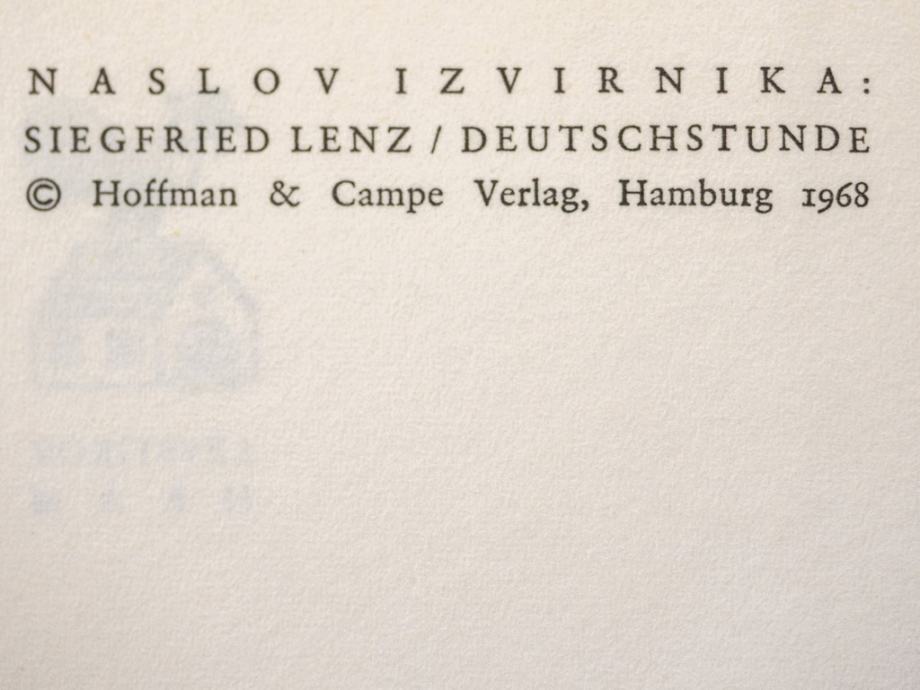 NASLOV IZVIRNIKA:
SIEGFRIED LENZ / DEUTSCHSTUNDE
© Hoffman & Campe Verlag, Hamburg 1968